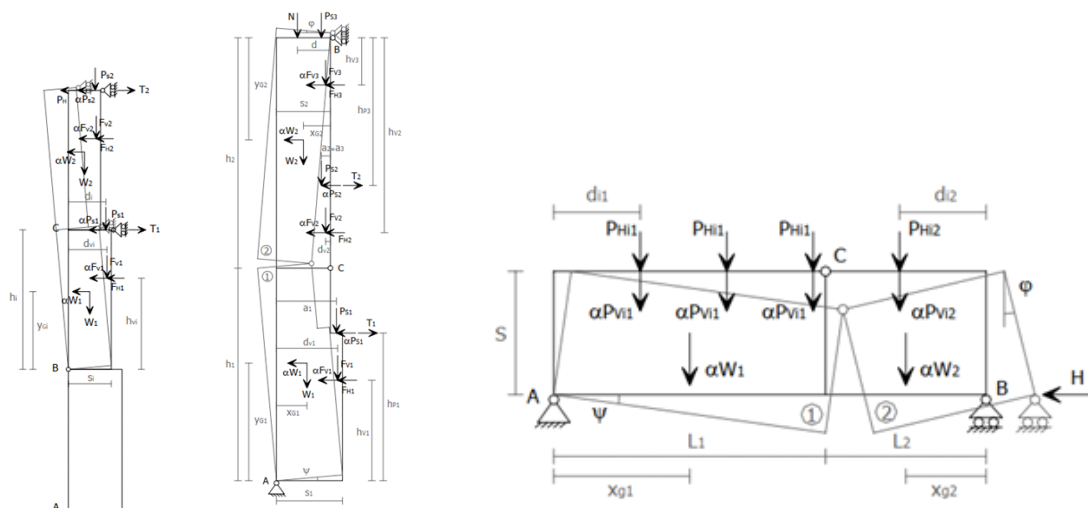 Ps2
PH
αPs2
T2
αFv2
Fv2
FH2
αW2
W2
di
Ps1
C
αPs1
T1
dvi
Fv1
αFv1
FH1
αW1
W1
hi
yGi
hvi
B
si
A
N
PS3
φ
d
B
hV3
yG2
FV3
αFV3
FH3
s2
hP3
hV2
αW2
xG2
W2
a2=a3
PS2
T2
αPS2
h2
FV2
αFV2
FH2
②
dv2
①
C
a1
PS1
T1
dv1
αPS1
h1
αW1
FV1
αFV1
W1
FH1
xG1
yG1
hP1
hV1
ψ
A
s1
di1
di2
PHi1
PHi1
PHi1
PHi2
C
αPVi1
αPVi1
αPVi1
αPVi2
φ
S
αW1
αW2
H
A
B
ψ
①
②
L1
L2
xg1
xg2